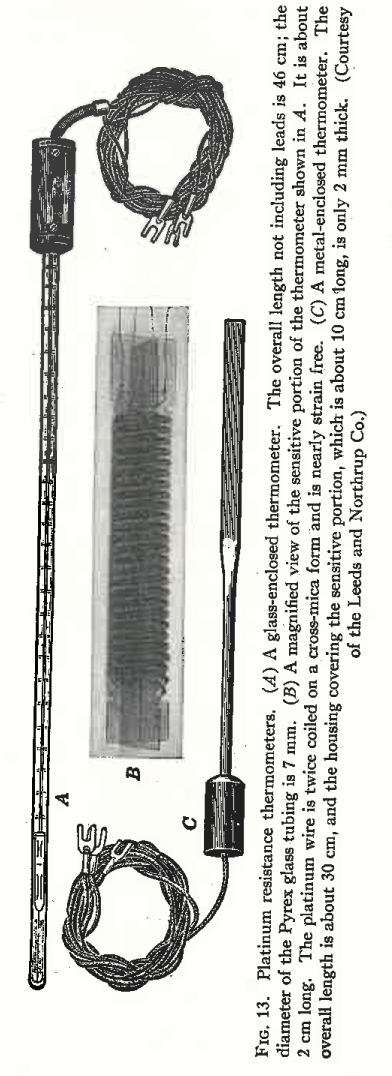 A
B
C
FIG. 13. Platinum resistance thermometers. (A) A glass-enclosed thermometer. The overall length not including leads is 46 cm; the
diameter of the Pyrex glass tubing is 7 mm. (B) A magnified view of the sensitive portion of the thermometer shown in A. It is about
2 cm long. The platinum wire is twice coiled on a cross-mica form and is nearly strain free. (C) A metal-enclosed thermometer. The
overall length is about 30 cm, and the housing covering the sensitive portion, which is about 10 cm long, is only 2 mm thick. (Courtesy
of the Leeds and Northrup Co.)